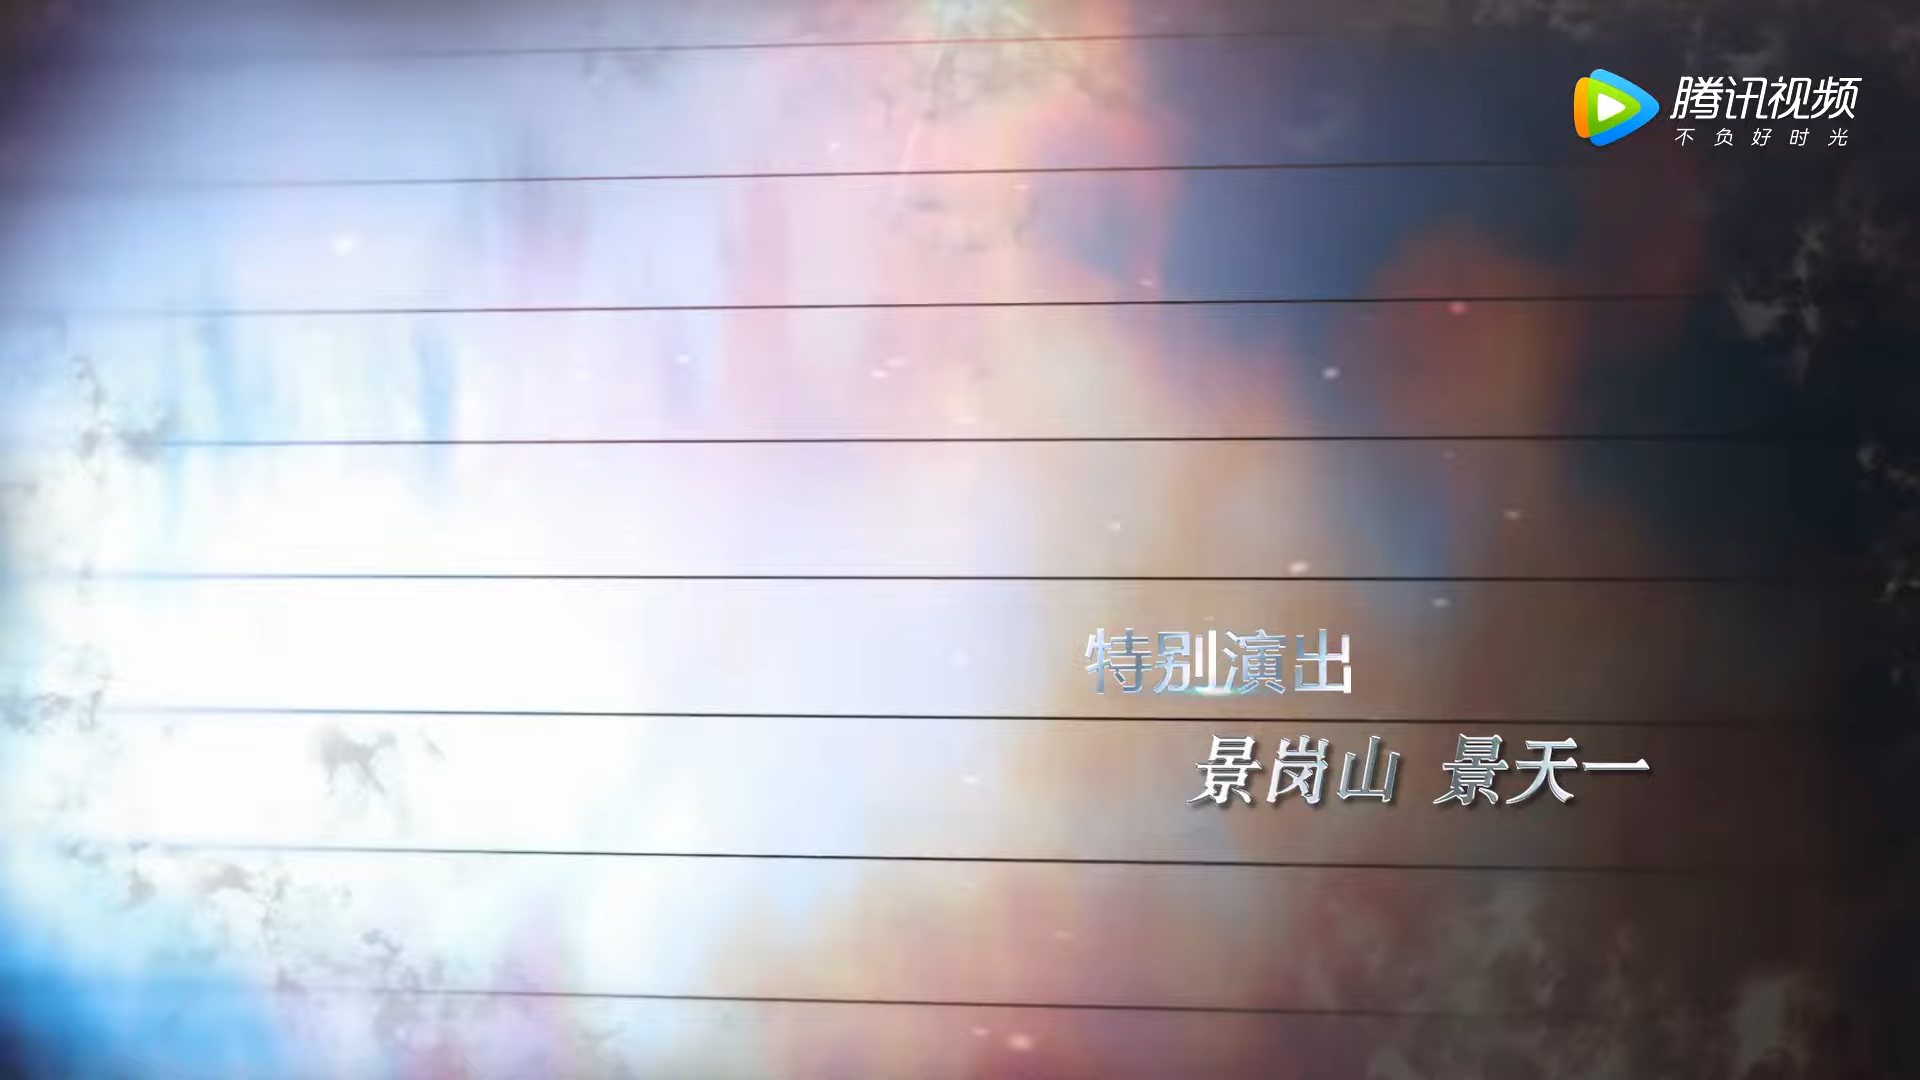 腾讯视频
不负好时光
特别演出
景岗山 景天一